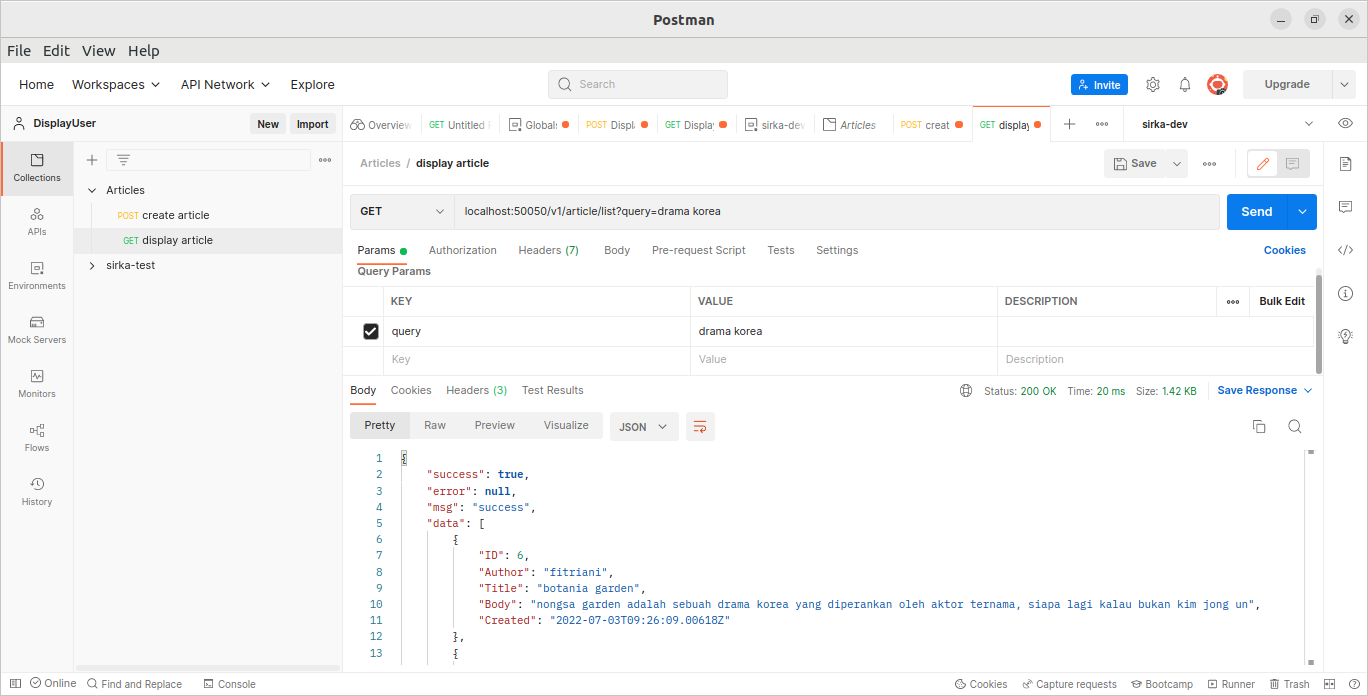 Postman
File Edit View Help
Home Workspaces API Network Explore Search Invite Upgrade
DisplayUser New Import Overview GET Untitled Globals POST Displ GET Display sirka-dev Articles POST creat GET display sirka-dev
Collections
APIs
Environments
Mock Servers
Monitors
Flows
History
Articles
POST create article
GET display article
sirka-test
Articles / display article Save
GET localhost:50050/v1/article/list?query=drama korea Send
Params Authorization Headers (7) Body Pre-request Script Tests Settings Cookies
Query Params
KEY VALUE DESCRIPTION Bulk Edit
query drama korea
Key Value Description
Body Cookies Headers (3) Test Results Status: 200 OK Time: 20 ms Size: 1.42 KB Save Response
Pretty Raw Preview Visualize JSON
1 {
2 "success": true,
3 "error": null,
4 "msg": "success",
5 "data": [
6 {
7 "ID": 6,
8 "Author": "fitriani",
9 "Title": "botania garden",
10 "Body": "nongsa garden adalah sebuah drama korea yang diperankan oleh aktor ternama, siapa lagi kalau bukan kim jong un",
11 "Created": "2022-07-03T09:26:09.00618Z"
12 },
13 {
Online Find and Replace Console Cookies Capture requests Bootcamp Runner Trash